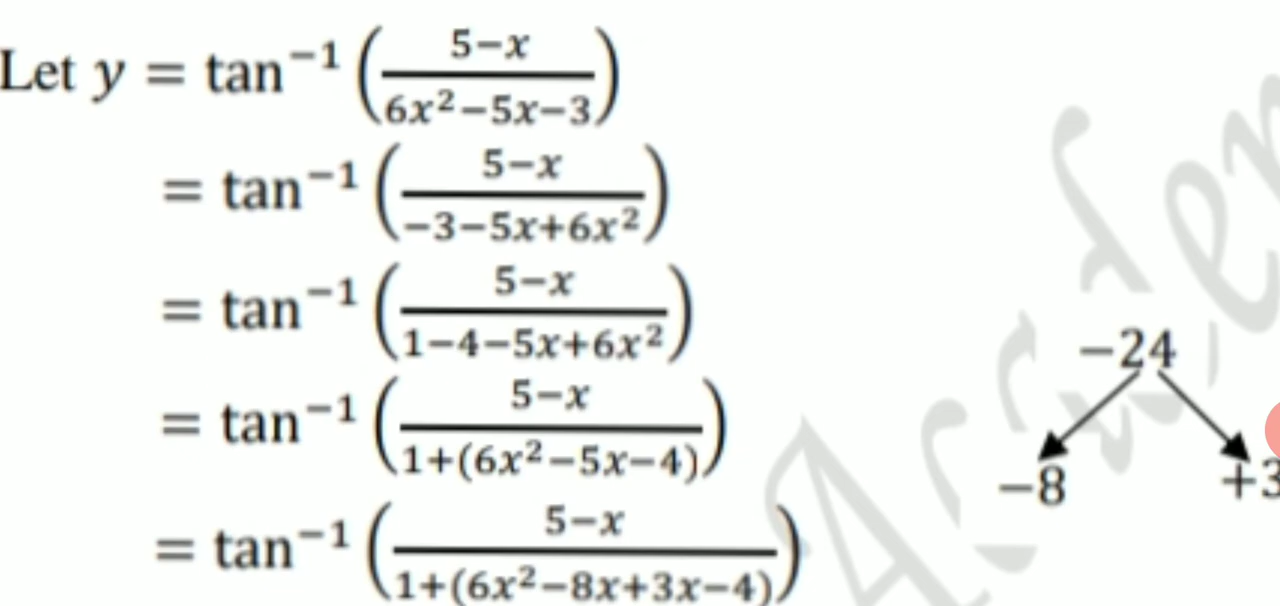 Let y = tan⁻¹ ((5−x)/(6x²−5x−3))
= tan⁻¹ ((5−x)/(−3−5x+6x²))
= tan⁻¹ ((5−x)/(1−4−5x+6x²))
= tan⁻¹ ((5−x)/(1+(6x²−5x−4)))
= tan⁻¹ ((5−x)/(1+(6x²−8x+3x−4)))
−24
−8 +3